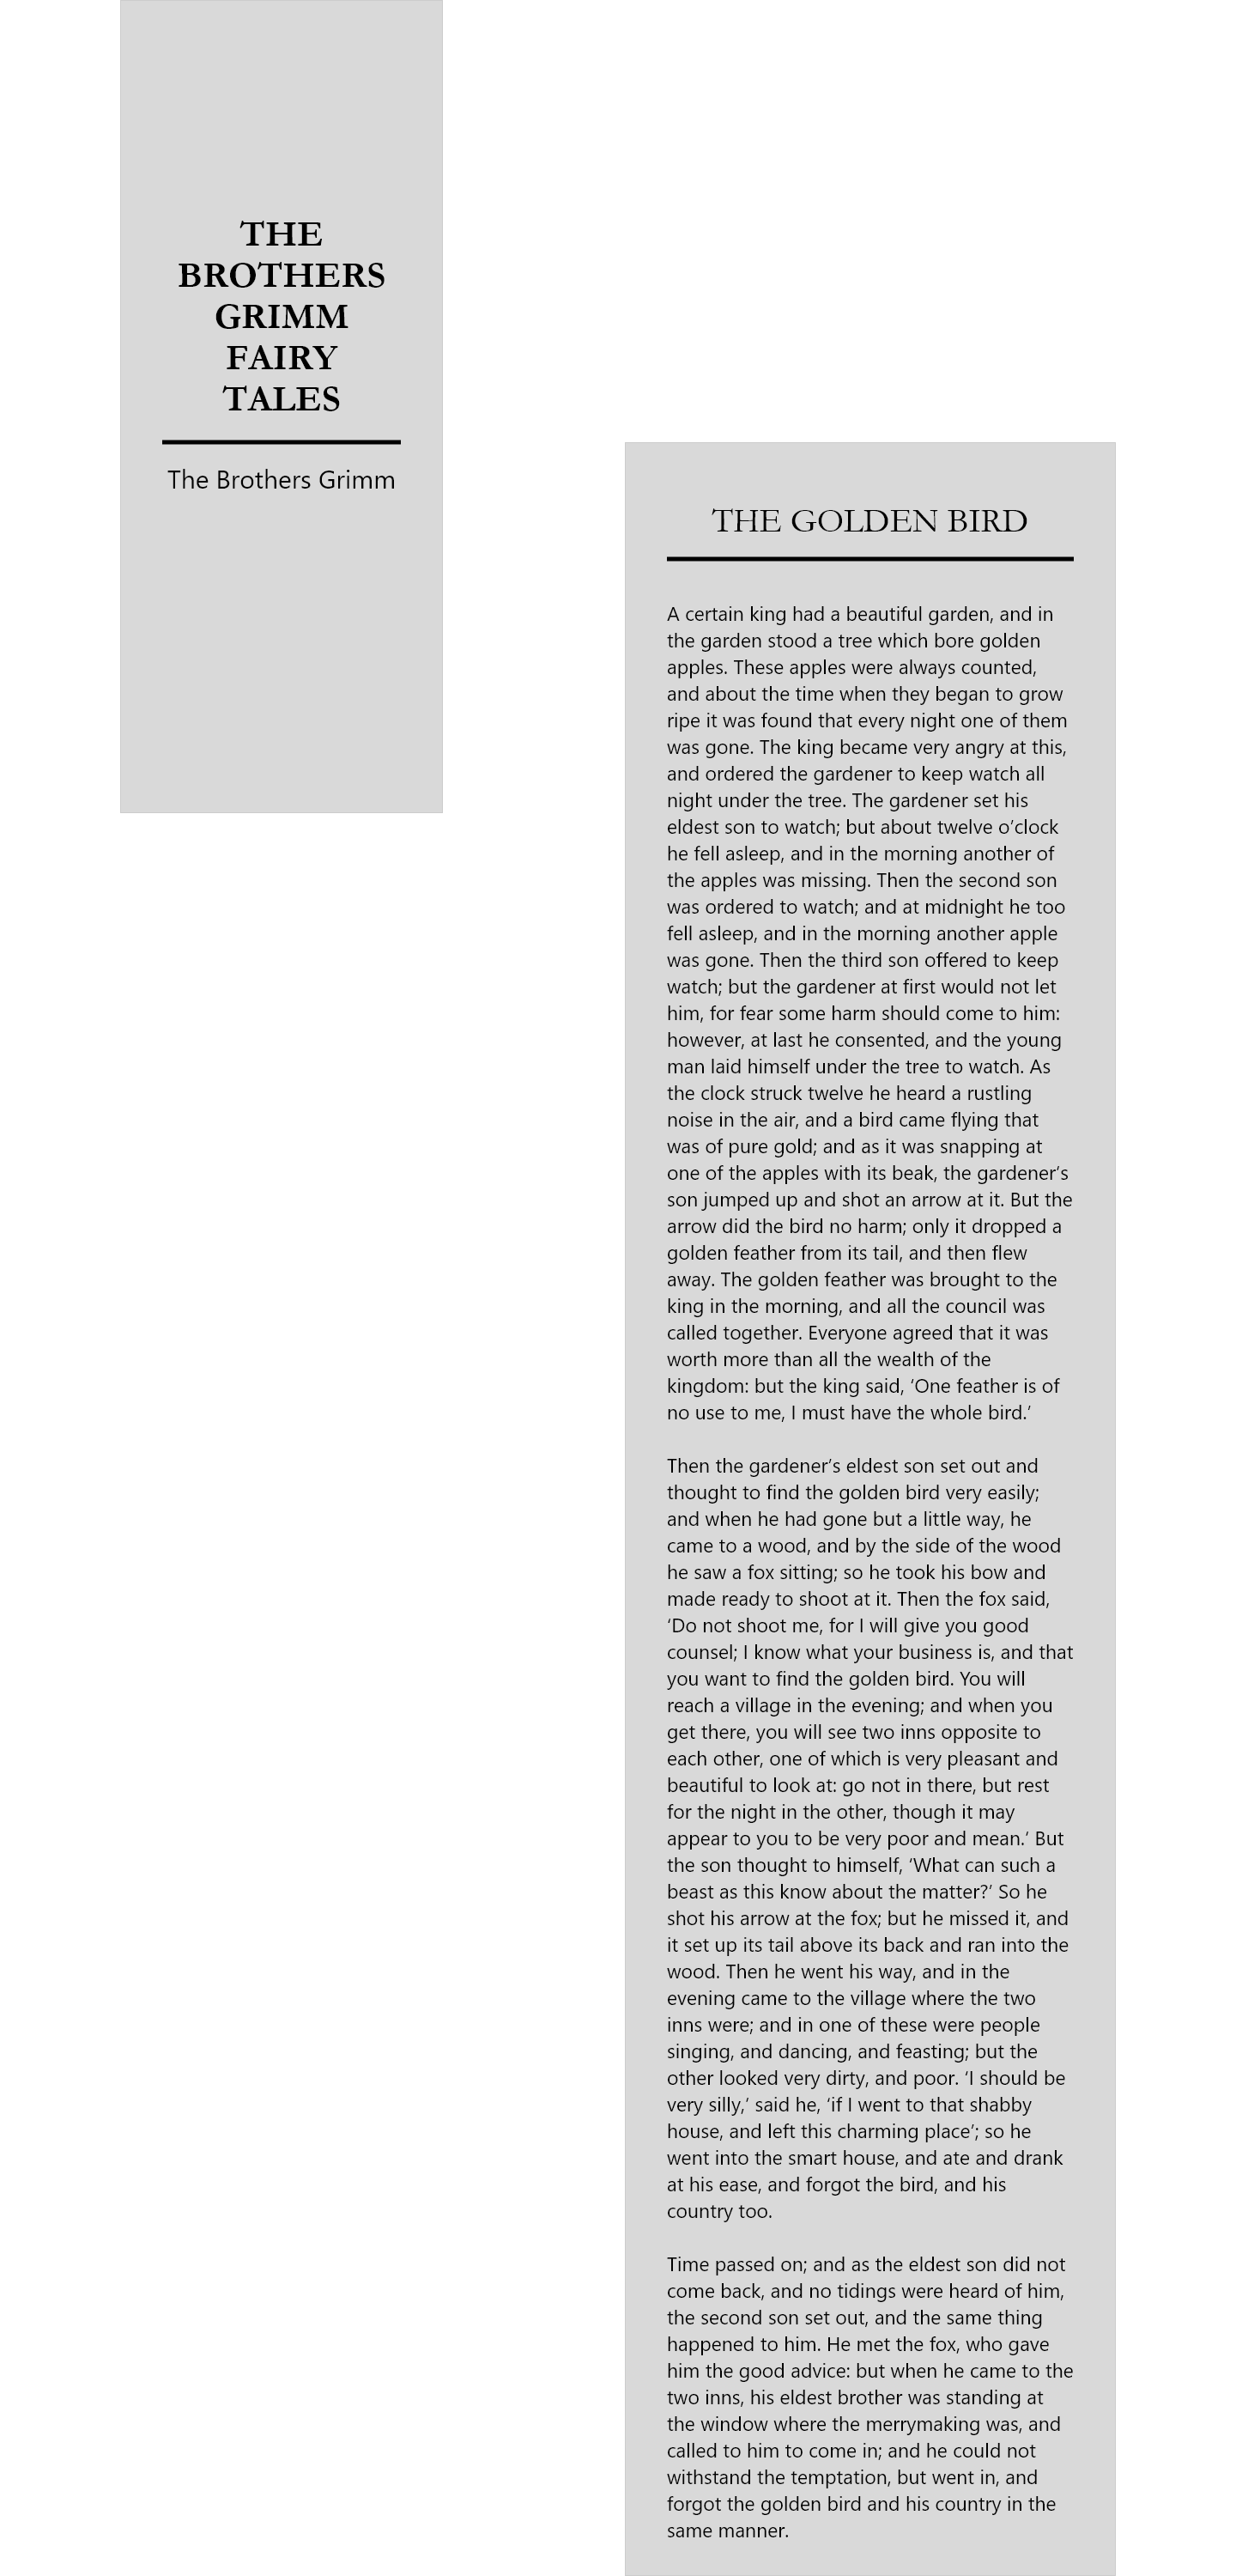 THE
BROTHERS
GRIMM
FAIRY
TALES
The Brothers Grimm
THE GOLDEN BIRD
A certain king had a beautiful garden, and in
the garden stood a tree which bore golden
apples. These apples were always counted,
and about the time when they began to grow
ripe it was found that every night one of them
was gone. The king became very angry at this,
and ordered the gardener to keep watch all
night under the tree. The gardener set his
eldest son to watch; but about twelve o’clock
he fell asleep, and in the morning another of
the apples was missing. Then the second son
was ordered to watch; and at midnight he too
fell asleep, and in the morning another apple
was gone. Then the third son offered to keep
watch; but the gardener at first would not let
him, for fear some harm should come to him:
however, at last he consented, and the young
man laid himself under the tree to watch. As
the clock struck twelve he heard a rustling
noise in the air, and a bird came flying that
was of pure gold; and as it was snapping at
one of the apples with its beak, the gardener’s
son jumped up and shot an arrow at it. But the
arrow did the bird no harm; only it dropped a
golden feather from its tail, and then flew
away. The golden feather was brought to the
king in the morning, and all the council was
called together. Everyone agreed that it was
worth more than all the wealth of the
kingdom: but the king said, ‘One feather is of
no use to me, I must have the whole bird.’
Then the gardener’s eldest son set out and
thought to find the golden bird very easily;
and when he had gone but a little way, he
came to a wood, and by the side of the wood
he saw a fox sitting; so he took his bow and
made ready to shoot at it. Then the fox said,
‘Do not shoot me, for I will give you good
counsel; I know what your business is, and that
you want to find the golden bird. You will
reach a village in the evening; and when you
get there, you will see two inns opposite to
each other, one of which is very pleasant and
beautiful to look at: go not in there, but rest
for the night in the other, though it may
appear to you to be very poor and mean.’ But
the son thought to himself, ‘What can such a
beast as this know about the matter?’ So he
shot his arrow at the fox; but he missed it, and
it set up its tail above its back and ran into the
wood. Then he went his way, and in the
evening came to the village where the two
inns were; and in one of these were people
singing, and dancing, and feasting; but the
other looked very dirty, and poor. ‘I should be
very silly,’ said he, ‘if I went to that shabby
house, and left this charming place’; so he
went into the smart house, and ate and drank
at his ease, and forgot the bird, and his
country too.
Time passed on; and as the eldest son did not
come back, and no tidings were heard of him,
the second son set out, and the same thing
happened to him. He met the fox, who gave
him the good advice: but when he came to the
two inns, his eldest brother was standing at
the window where the merrymaking was, and
called to him to come in; and he could not
withstand the temptation, but went in, and
forgot the golden bird and his country in the
same manner.